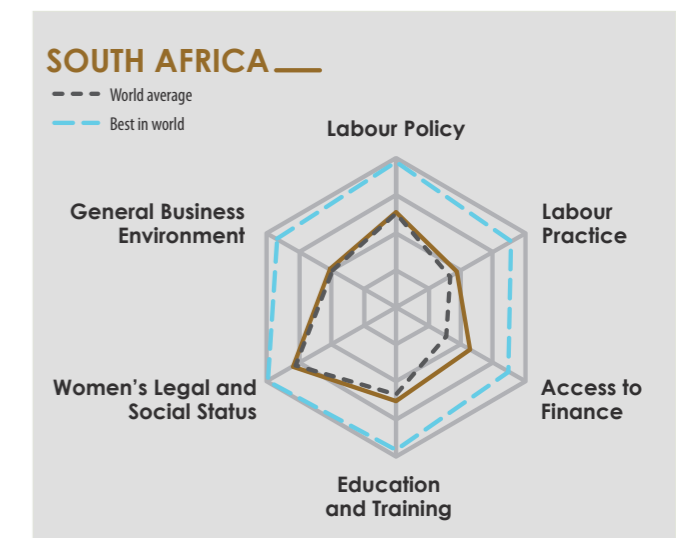 SOUTH AFRICA
World average
Best in world
Labour Policy
General Business
Environment
Labour
Practice
Women’s Legal and
Social Status
Access to
Finance
Education
and Training